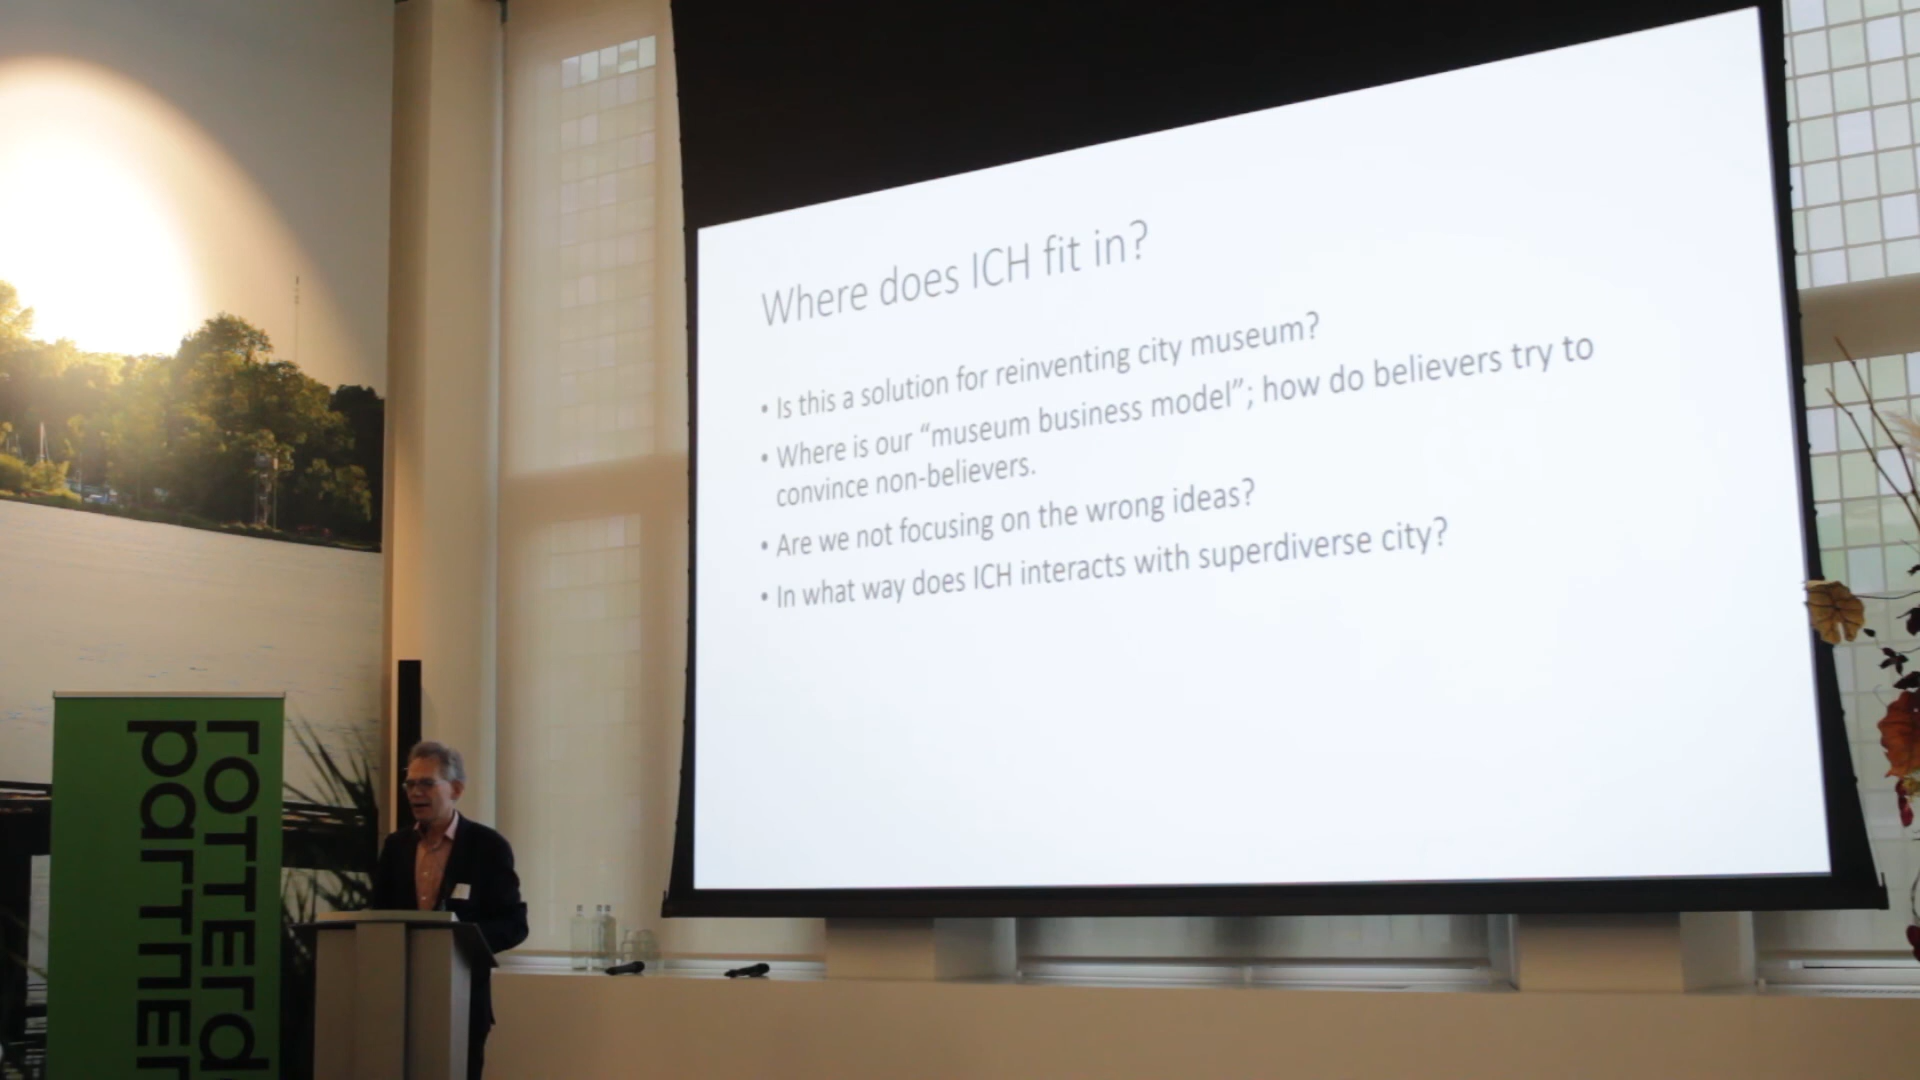 Where does ICH fit in?
• Is this a solution for reinventing city museum?
• Where is our “museum business model”; how do believers try to
convince non-believers.
• Are we not focusing on the wrong ideas?
• In what way does ICH interacts with superdiverse city?
rotterd
partner